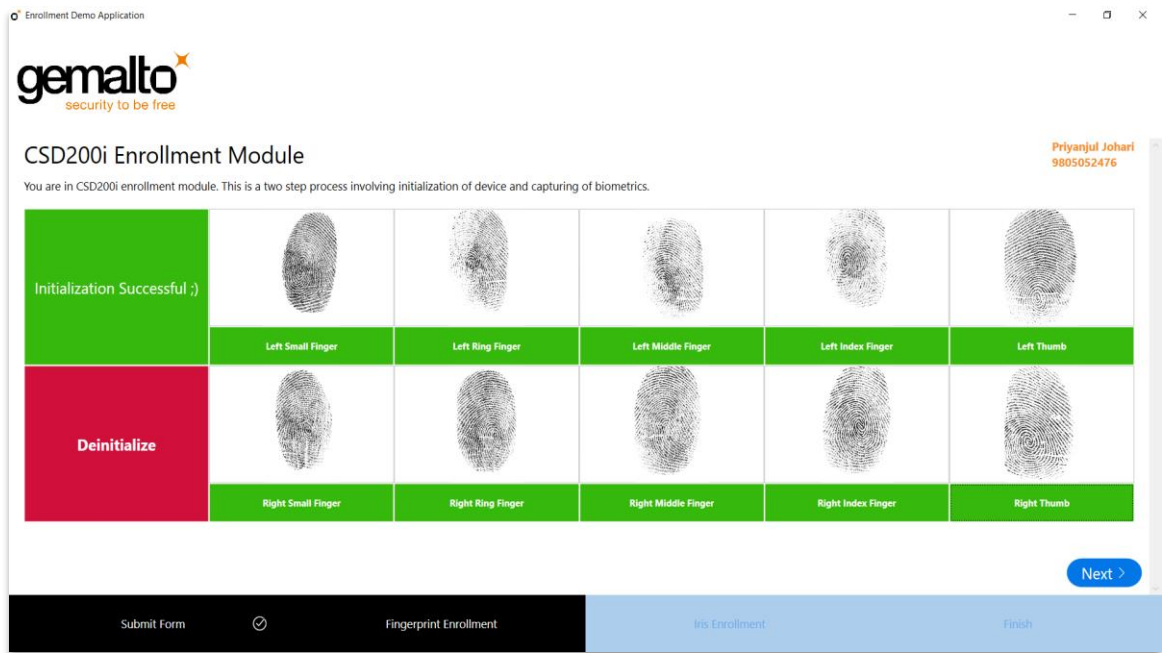 Enrollment Demo Application
gemalto
security to be free
CSD200i Enrollment Module
Priyanjul Johari
9805052476
You are in CSD200i enrollment module. This is a two step process involving initialization of device and capturing of biometrics.
Initialization Successful ;)
Left Small Finger
Left Ring Finger
Left Middle Finger
Left Index Finger
Left Thumb
Deinitialize
Right Small Finger
Right Ring Finger
Right Middle Finger
Right Index Finger
Right Thumb
Next >
Submit Form
Fingerprint Enrollment
Iris Enrollment
Finish